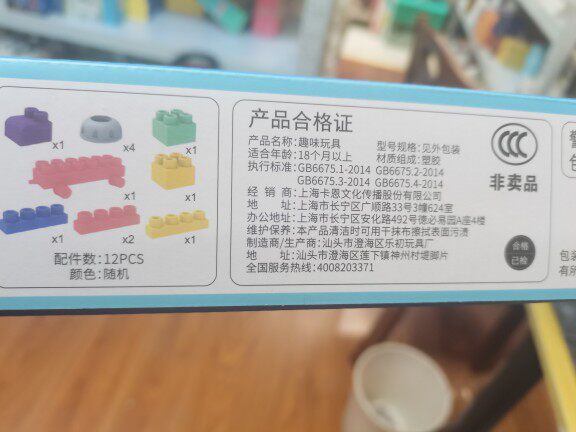 x1
x4
x1
x1
x1
x1
x2
x1
配件数：12PCS
颜色：随机
产品合格证
产品名称：趣味玩具 型号规格：见外包装
适合年龄：18个月以上 材质组成：塑胶
执行标准：GB6675.1-2014 GB6675.2-2014
GB6675.3-2014 GB6675.4-2014
经 销 商：上海卡恩文化传播股份有限公司
地 址：上海市长宁区广顺路33号3幢624室
办公地址：上海市长宁区安化路492号德必易园A座4楼
维护保养：本产品清洁时可用干抹布擦拭表面污渍
制造商/生产商：汕头市澄海区乐初玩具厂
地 址：汕头市澄海区莲下镇神州村堤脚片
全国服务热线：4008203371
CCC
非卖品
合格
已检
包装
有所